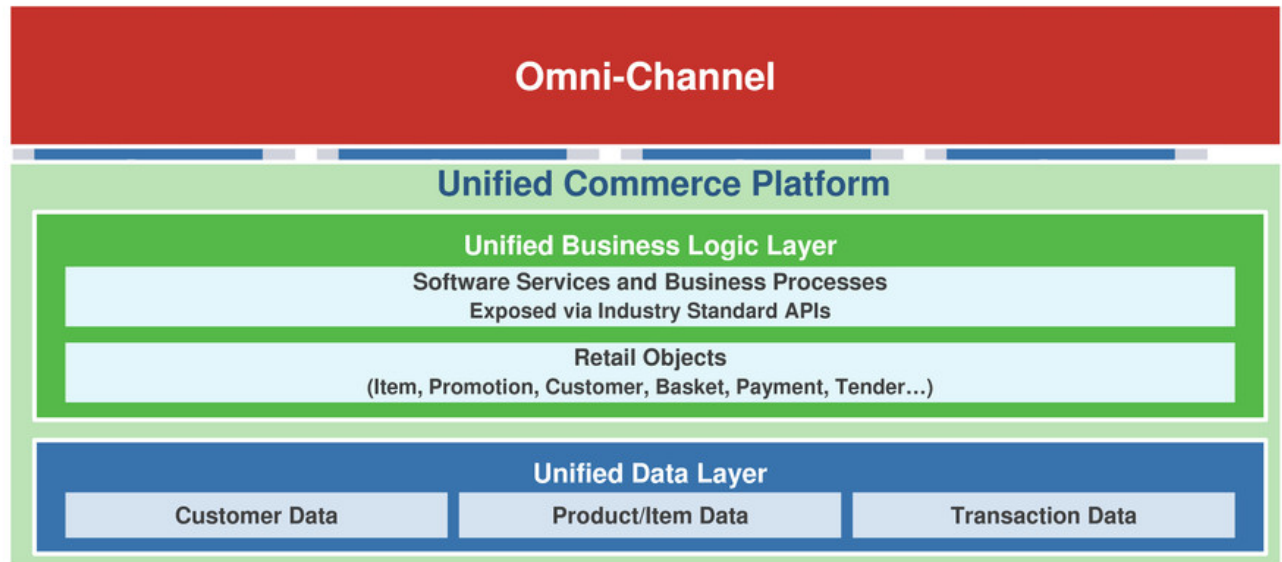 Omni-Channel
Unified Commerce Platform
Unified Business Logic Layer
Software Services and Business Processes
Exposed via Industry Standard APIs
Retail Objects
(Item, Promotion, Customer, Basket, Payment, Tender…)
Unified Data Layer
Customer Data
Product/Item Data
Transaction Data